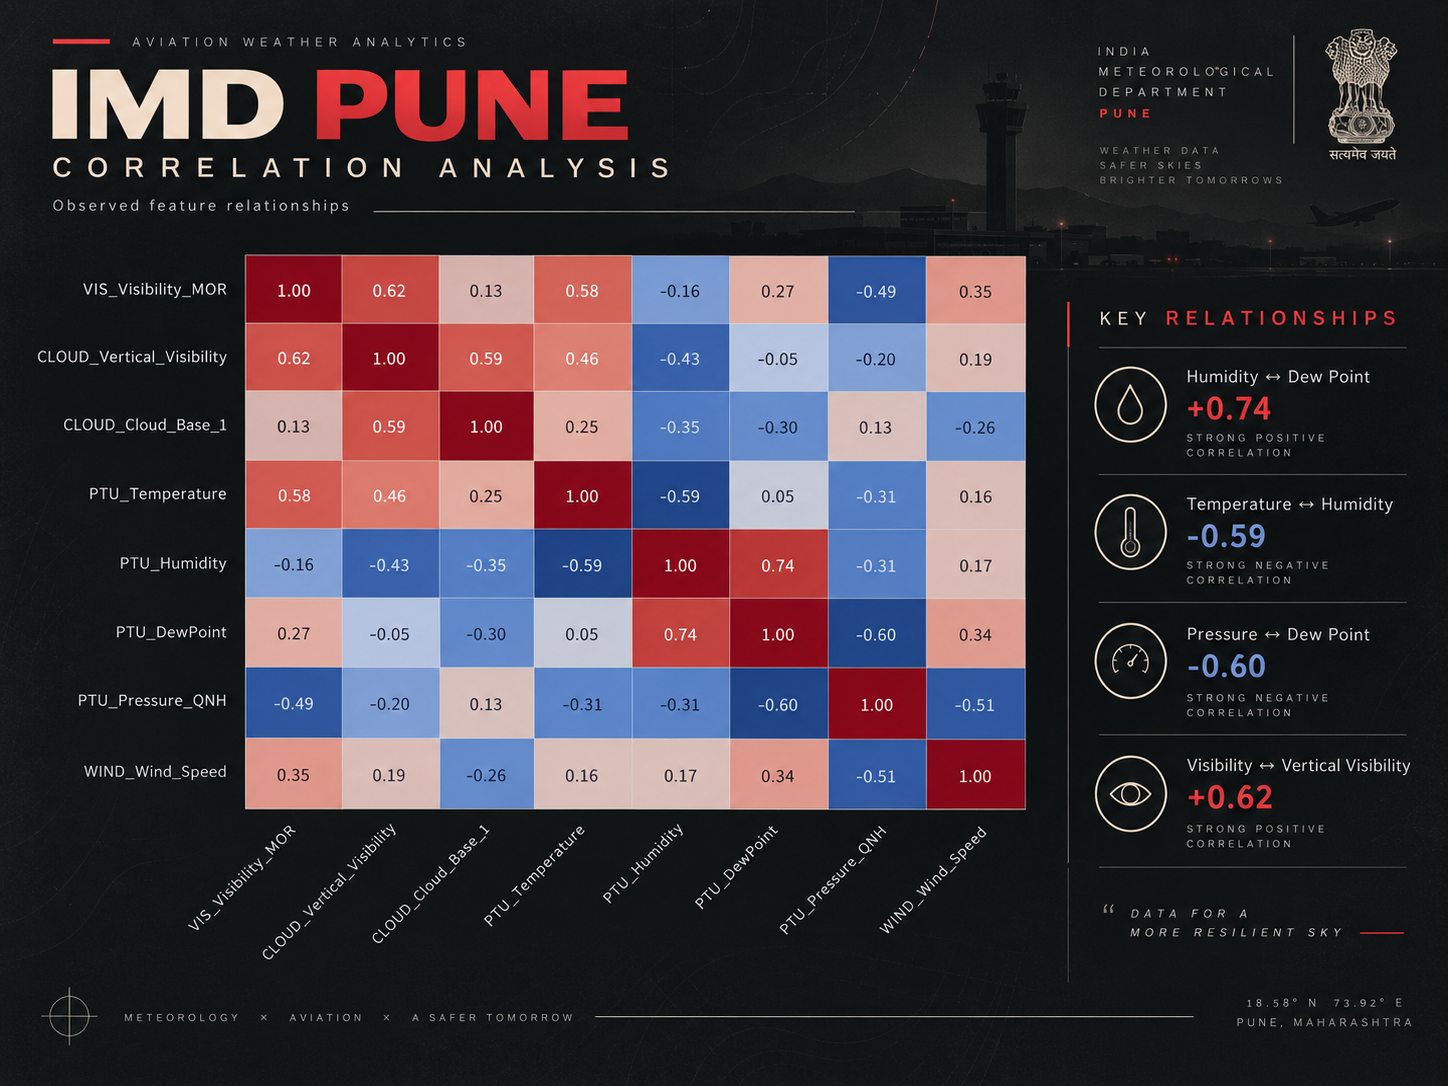 AVIATION WEATHER ANALYTICS
IMD PUNE
CORRELATION ANALYSIS
Observed feature relationships
INDIA
METEOROLOGICAL
DEPARTMENT
PUNE
WEATHER DATA
SAFER SKIES
BRIGHTER TOMORROWS
सत्यमेव जयते
VIS_Visibility_MOR 1.00 0.62 0.13 0.58 -0.16 0.27 -0.49 0.35
CLOUD_Vertical_Visibility 0.62 1.00 0.59 0.46 -0.43 -0.05 -0.20 0.19
CLOUD_Cloud_Base_1 0.13 0.59 1.00 0.25 -0.35 -0.30 0.13 -0.26
PTU_Temperature 0.58 0.46 0.25 1.00 -0.59 0.05 -0.31 0.16
PTU_Humidity -0.16 -0.43 -0.35 -0.59 1.00 0.74 -0.31 0.17
PTU_DewPoint 0.27 -0.05 -0.30 0.05 0.74 1.00 -0.60 0.34
PTU_Pressure_QNH -0.49 -0.20 0.13 -0.31 -0.31 -0.60 1.00 -0.51
WIND_Wind_Speed 0.35 0.19 -0.26 0.16 0.17 0.34 -0.51 1.00
VIS_Visibility_MOR
CLOUD_Vertical_Visibility
CLOUD_Cloud_Base_1
PTU_Temperature
PTU_Humidity
PTU_DewPoint
PTU_Pressure_QNH
WIND_Wind_Speed
KEY RELATIONSHIPS
Humidity ↔ Dew Point
+0.74
STRONG POSITIVE
CORRELATION
Temperature ↔ Humidity
-0.59
STRONG NEGATIVE
CORRELATION
Pressure ↔ Dew Point
-0.60
STRONG NEGATIVE
CORRELATION
Visibility ↔ Vertical Visibility
+0.62
STRONG POSITIVE
CORRELATION
“ DATA FOR A
MORE RESILIENT SKY
METEOROLOGY × AVIATION × A SAFER TOMORROW
18.58° N 73.92° E
PUNE, MAHARASHTRA